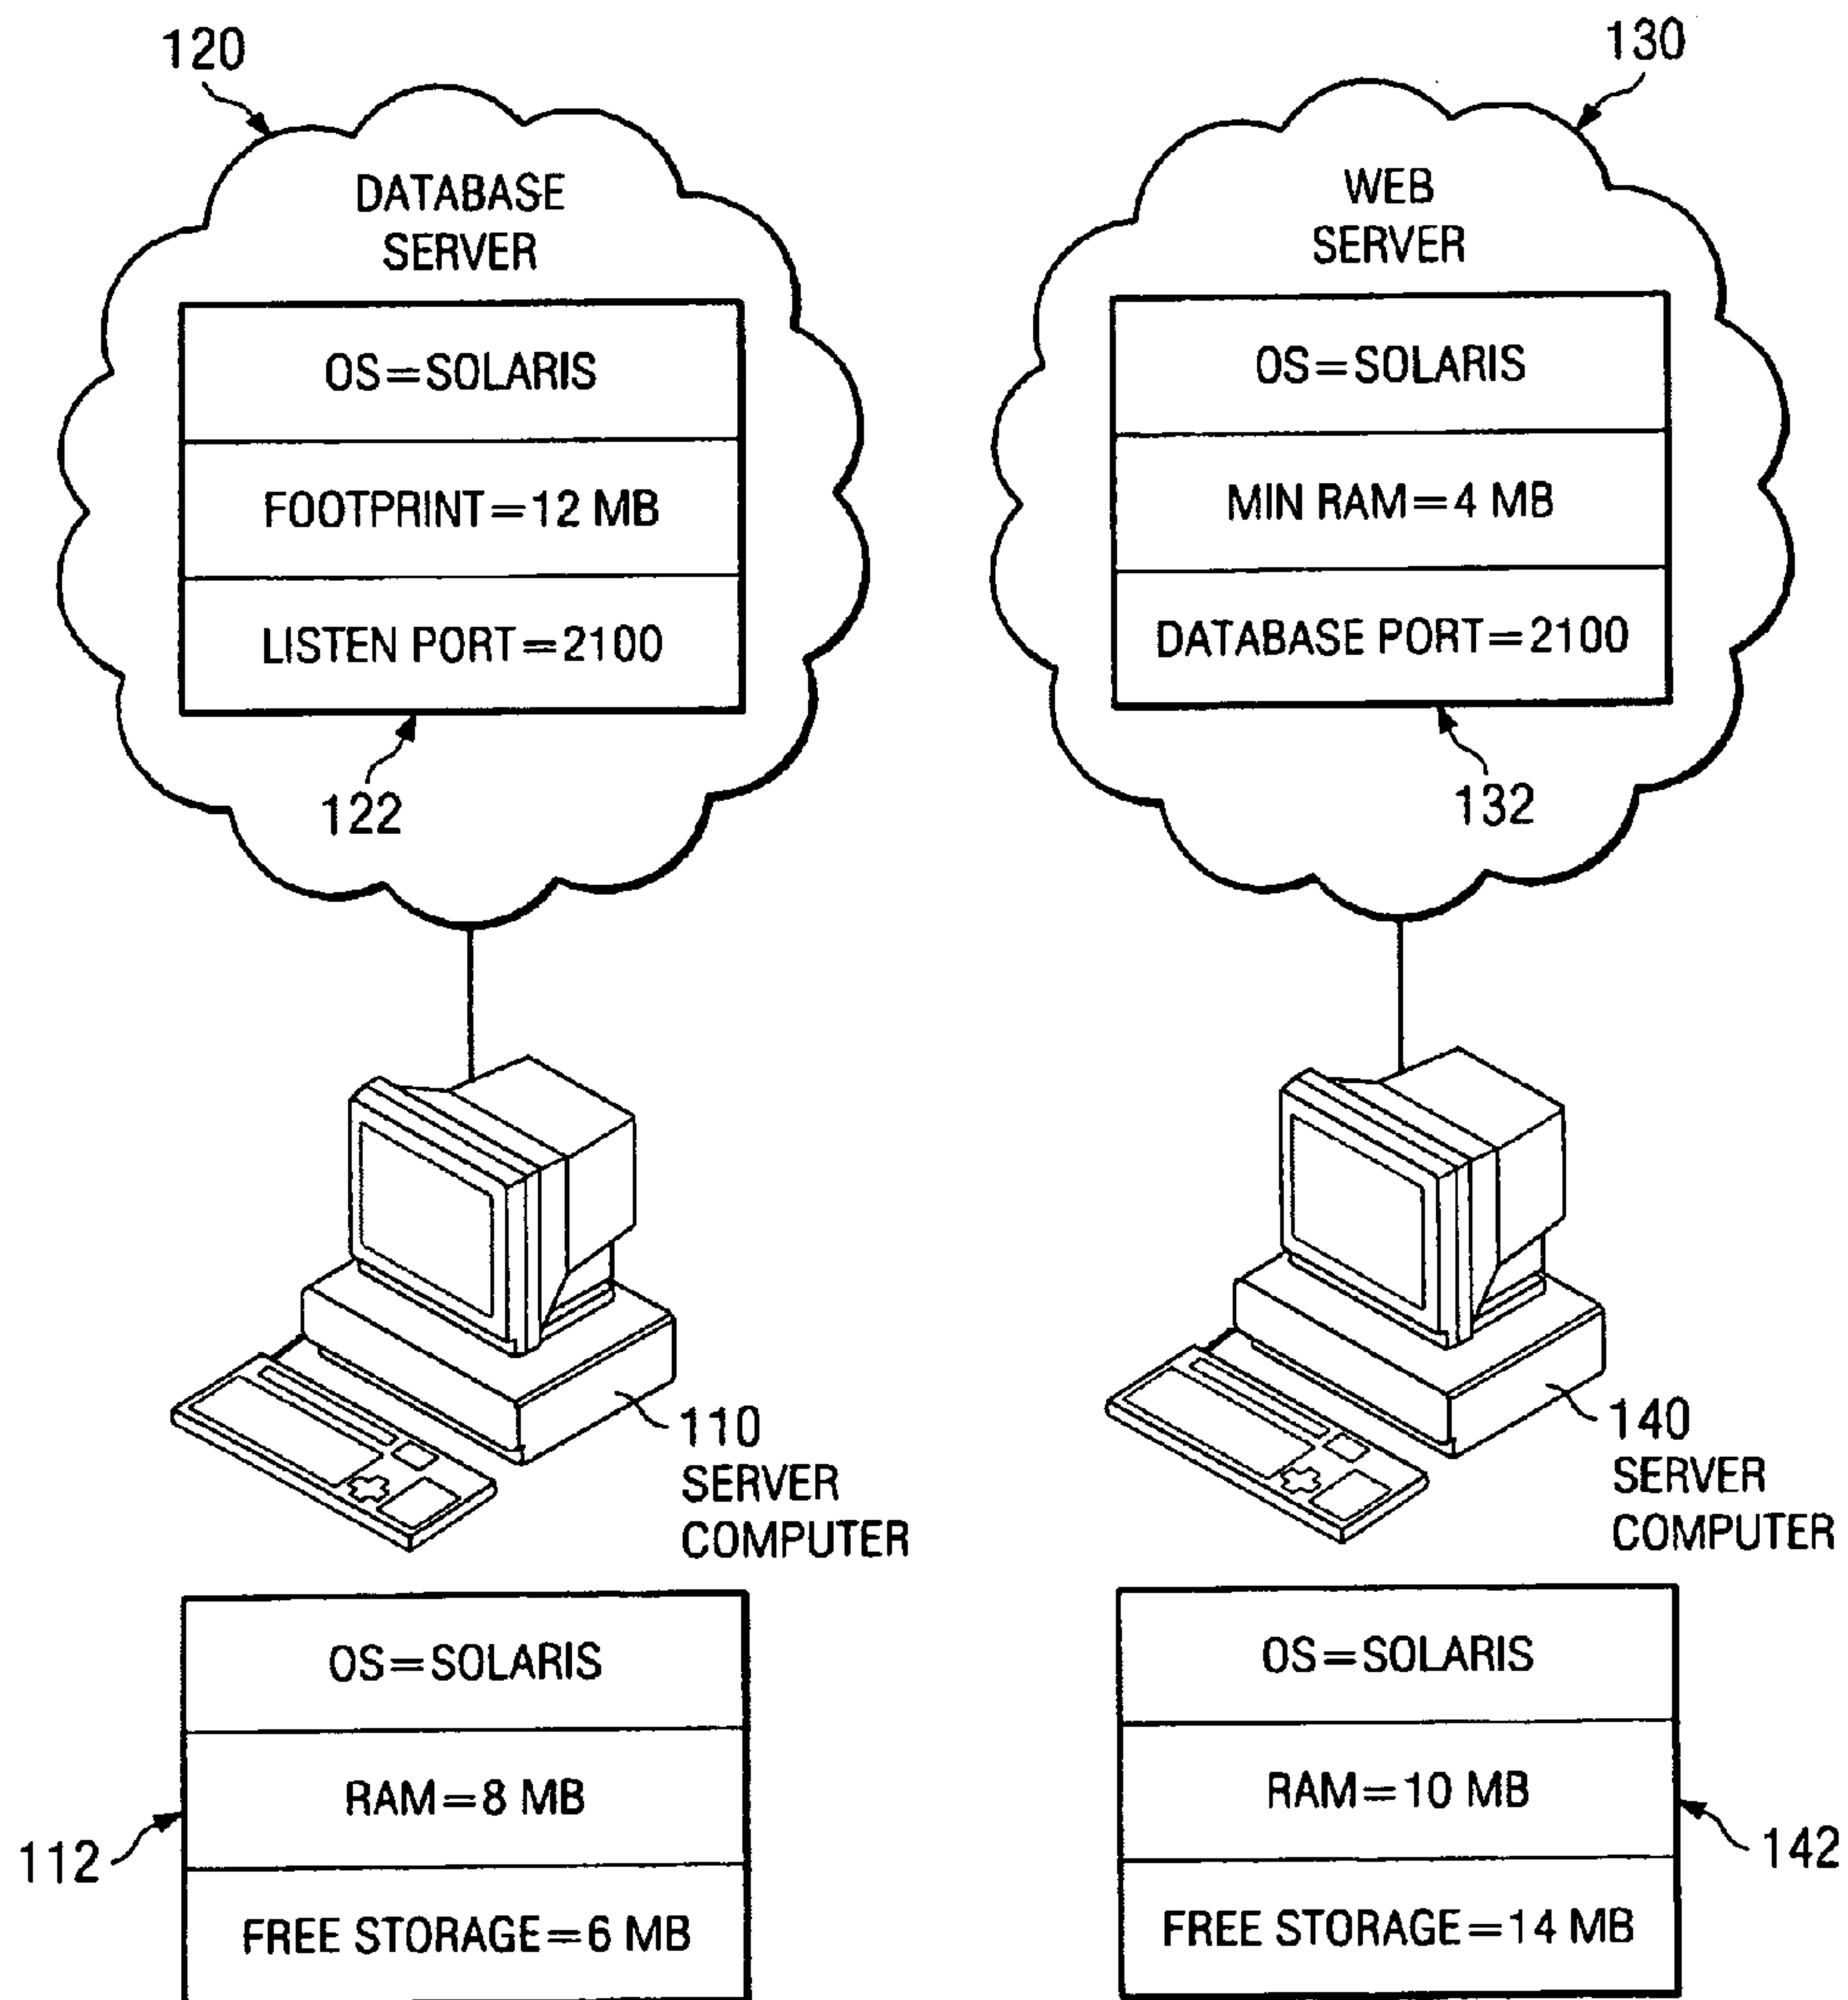 120
DATABASE
SERVER
OS=SOLARIS
FOOTPRINT=12 MB
LISTEN PORT=2100
122
130
WEB
SERVER
OS=SOLARIS
MIN RAM=4 MB
DATABASE PORT=2100
132
110
SERVER
COMPUTER
140
SERVER
COMPUTER
112
OS=SOLARIS
RAM=8 MB
FREE STORAGE=6 MB
OS=SOLARIS
RAM=10 MB
FREE STORAGE=14 MB
142